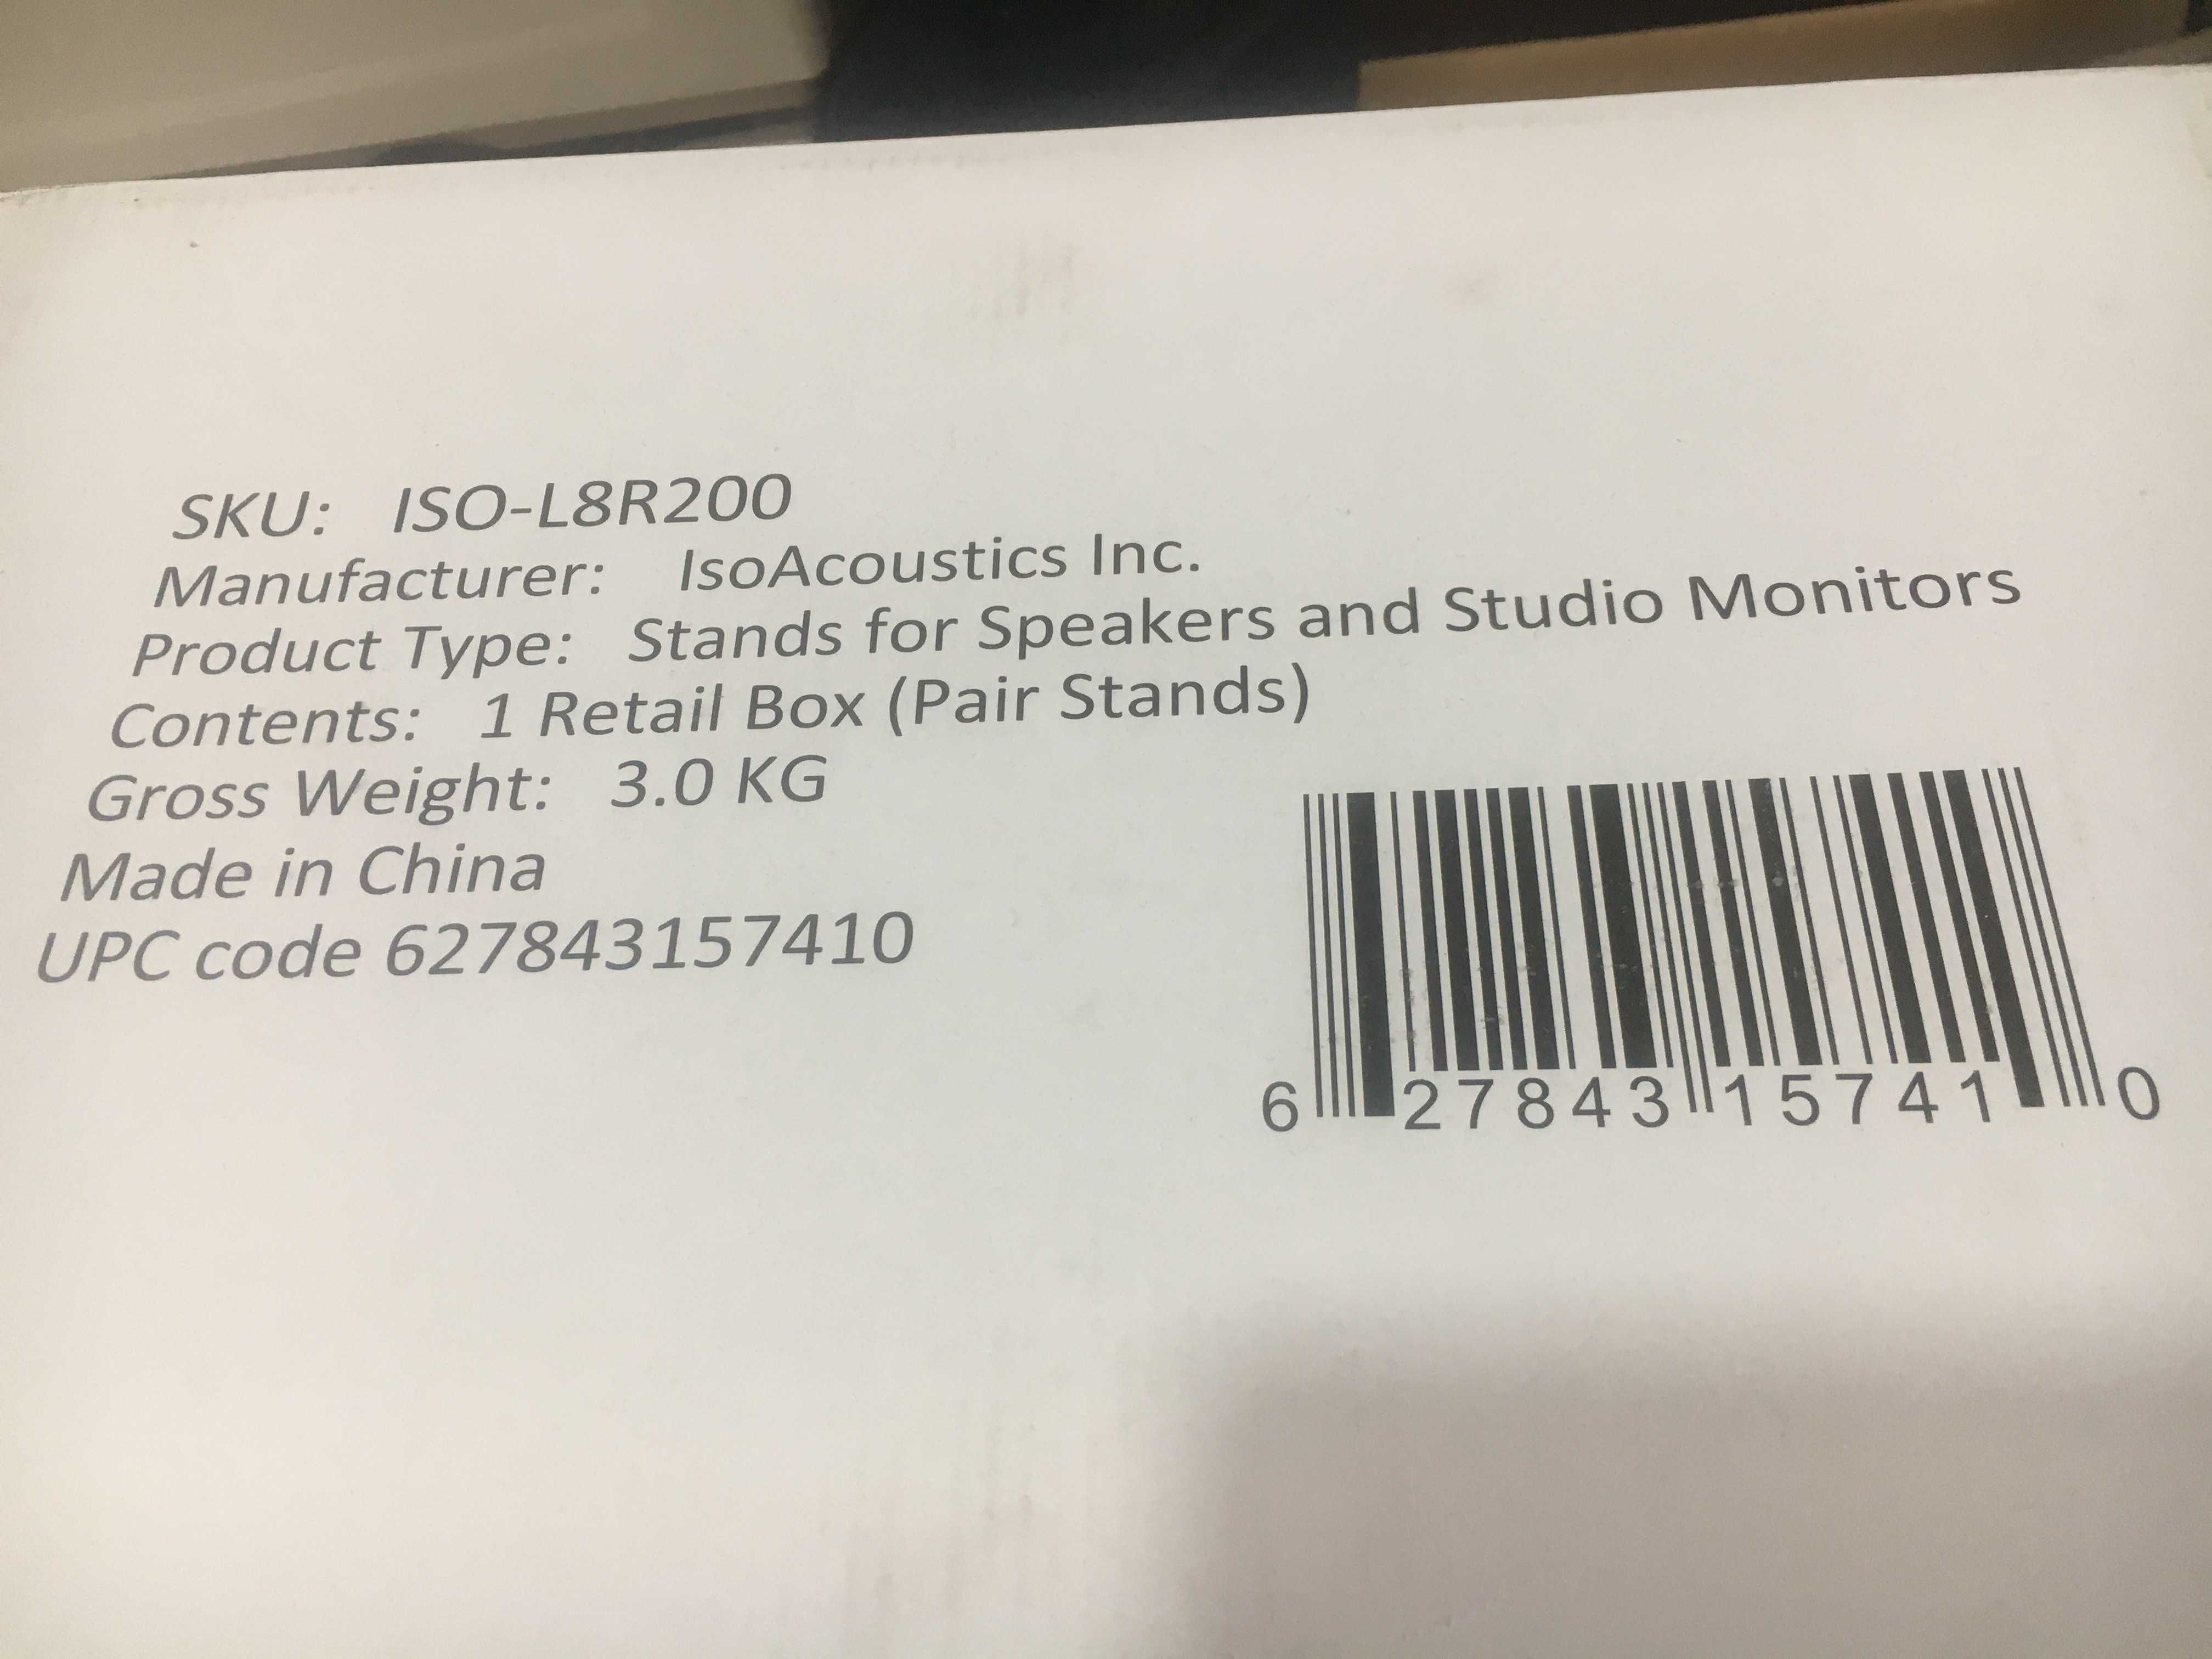 SKU: ISO-L8R200
Manufacturer: IsoAcoustics Inc.
Product Type: Stands for Speakers and Studio Monitors
Contents: 1 Retail Box (Pair Stands)
Gross Weight: 3.0 KG
Made in China
UPC code 627843157410
6 27843 15741 0